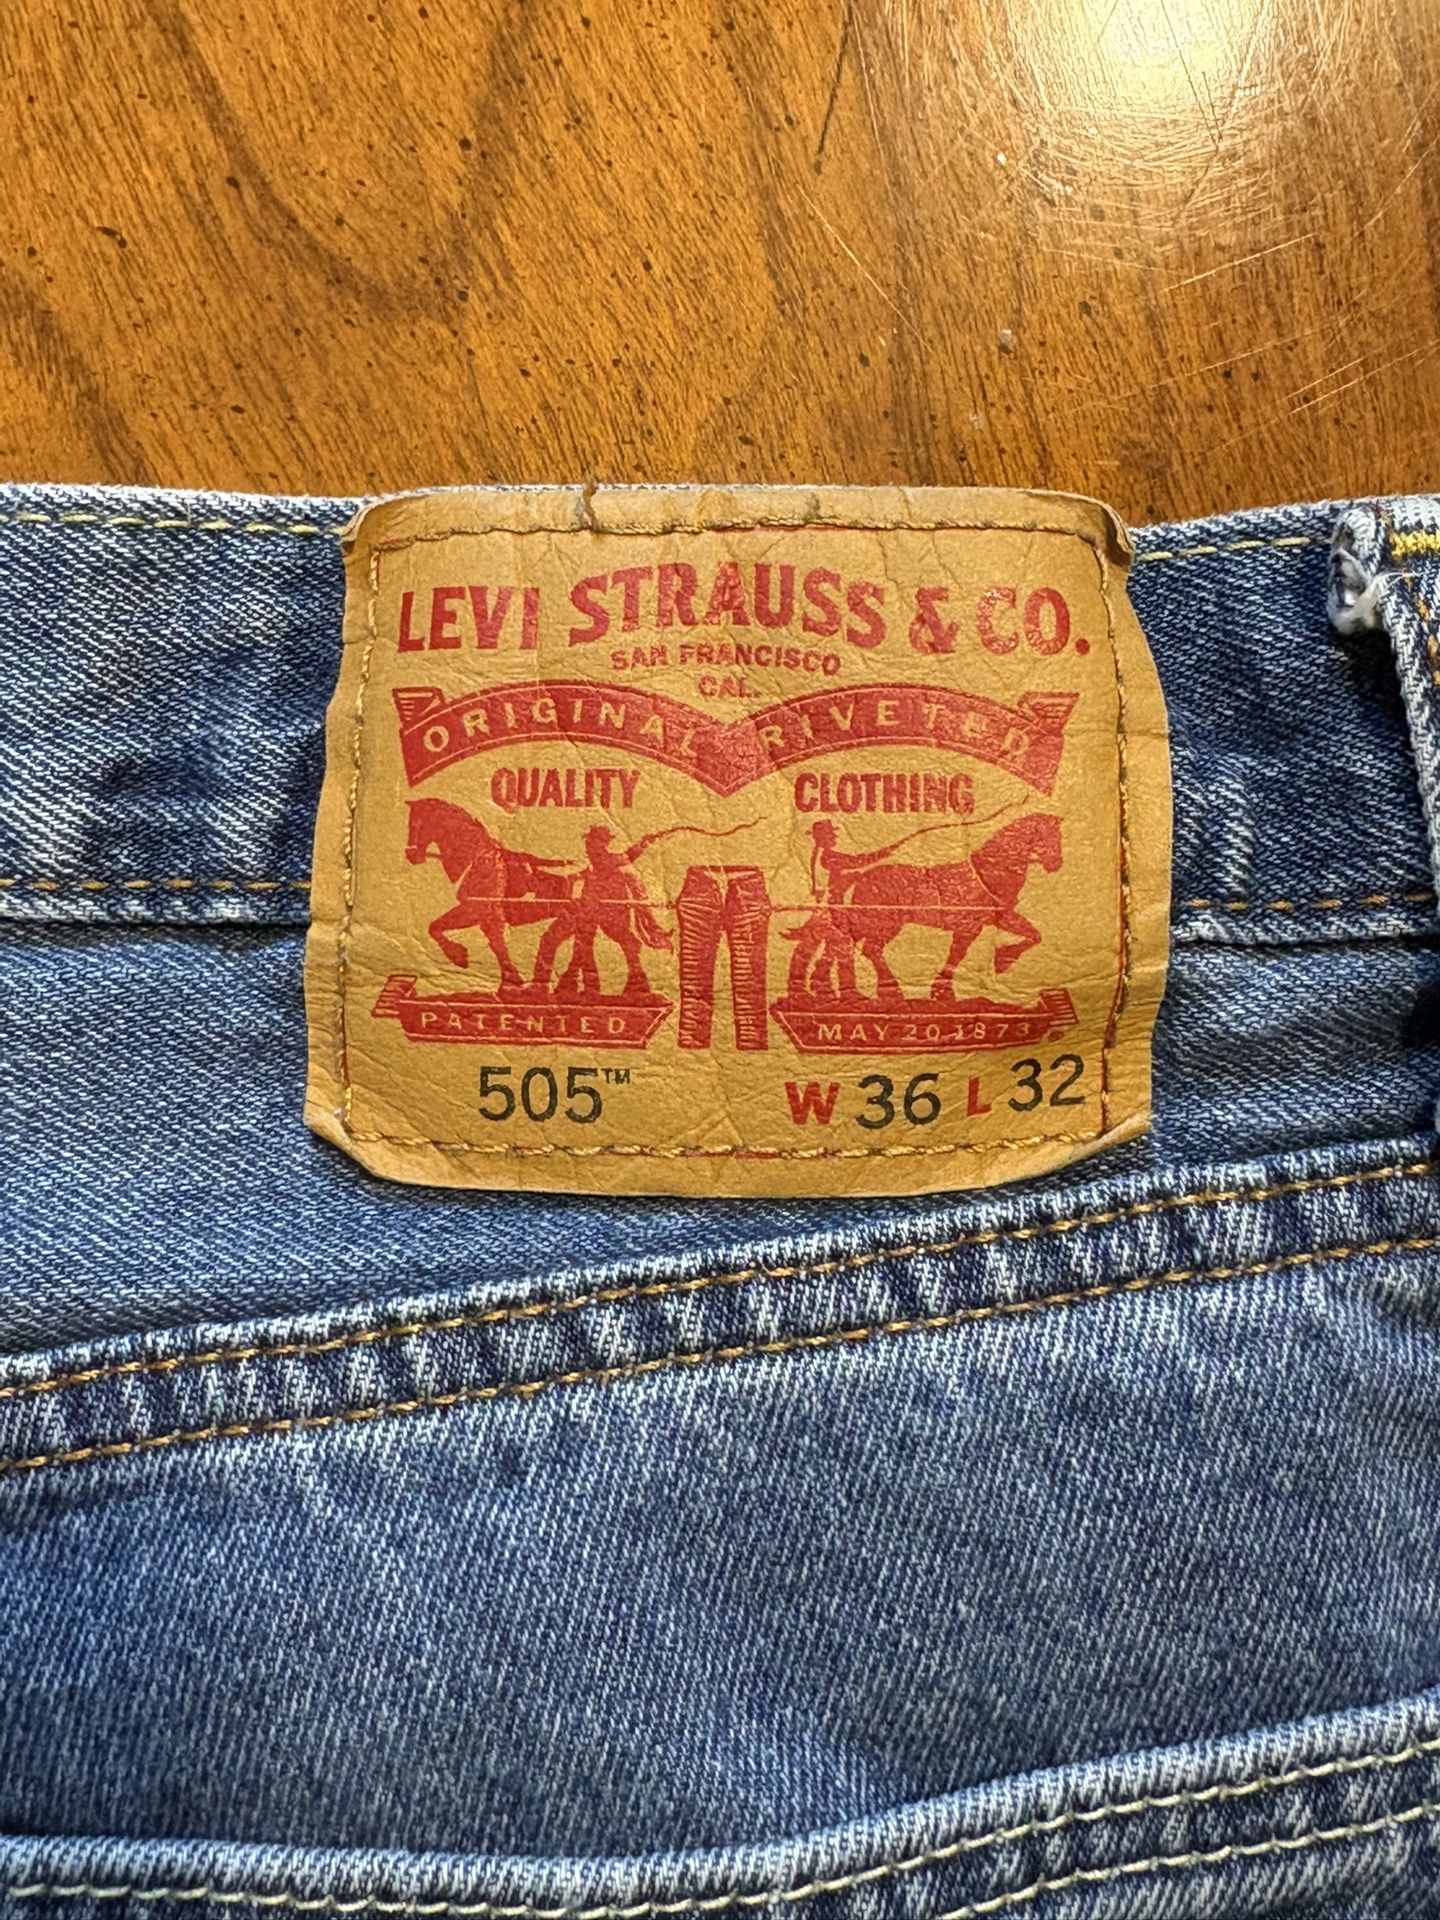 LEVI STRAUSS & CO.
SAN FRANCISCO
CAL.
ORIGINAL RIVETED
QUALITY CLOTHING
PATENTED MAY 20 1873
505™ W 36 L 32